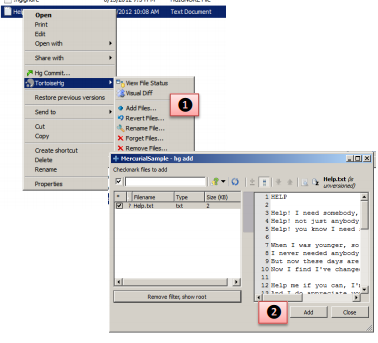 Help
/2012 10:08 AM Text Document
Open
Print
Edit
Open with
Share with
Hg Commit...
TortoiseHg
Restore previous versions
Send to
Cut
Copy
Create shortcut
Delete
Rename
Properties
View File Status
Visual Diff
Add Files...
Revert Files...
Rename File...
Forget Files...
Remove Files...
1
MercurialSample - hg add
Checkmark files to add
Help.txt (is
unversioned)
* Filename Type Size (KB)
? Help.txt txt 2
Remove filter, show root
1 HELP
2
3 Help! I need somebody,
4 Help! not just anybody
5 Help! you know I need
6
7 When I was younger, so
8 I never needed anybody
9 But now these days are
10 Now I find I've change
11
12 Help me if you can, I'
13 And I do appreciate you
2
Add Close